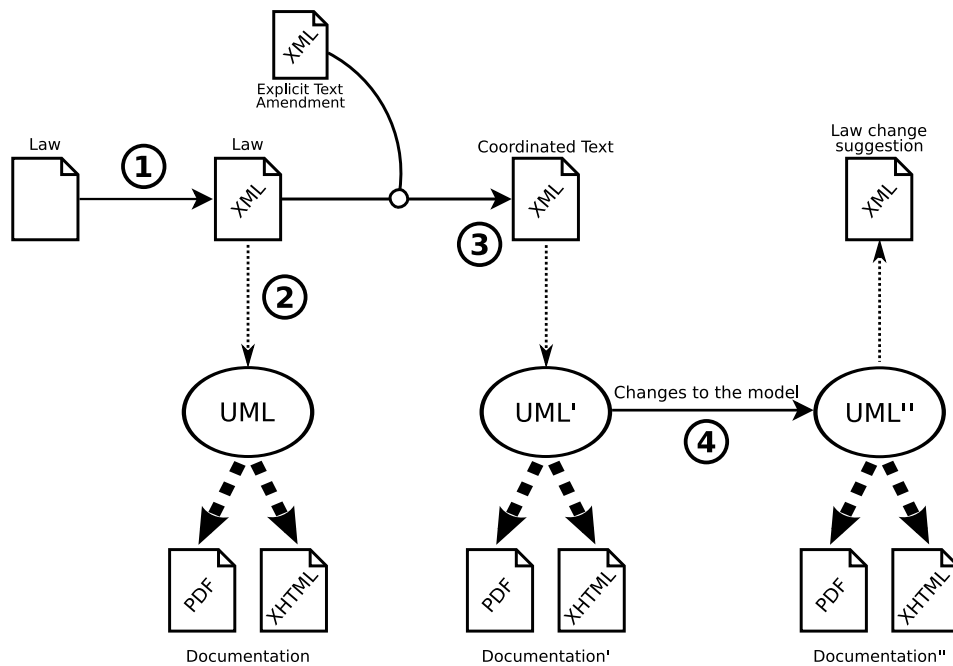 XML
Explicit Text
Amendment
Law
1
Law
XML
Coordinated Text
XML
3
Law change
suggestion
XML
2
UML
UML'
Changes to the model
4
UML''
PDF
XHTML
PDF
XHTML
PDF
XHTML
Documentation
Documentation'
Documentation''